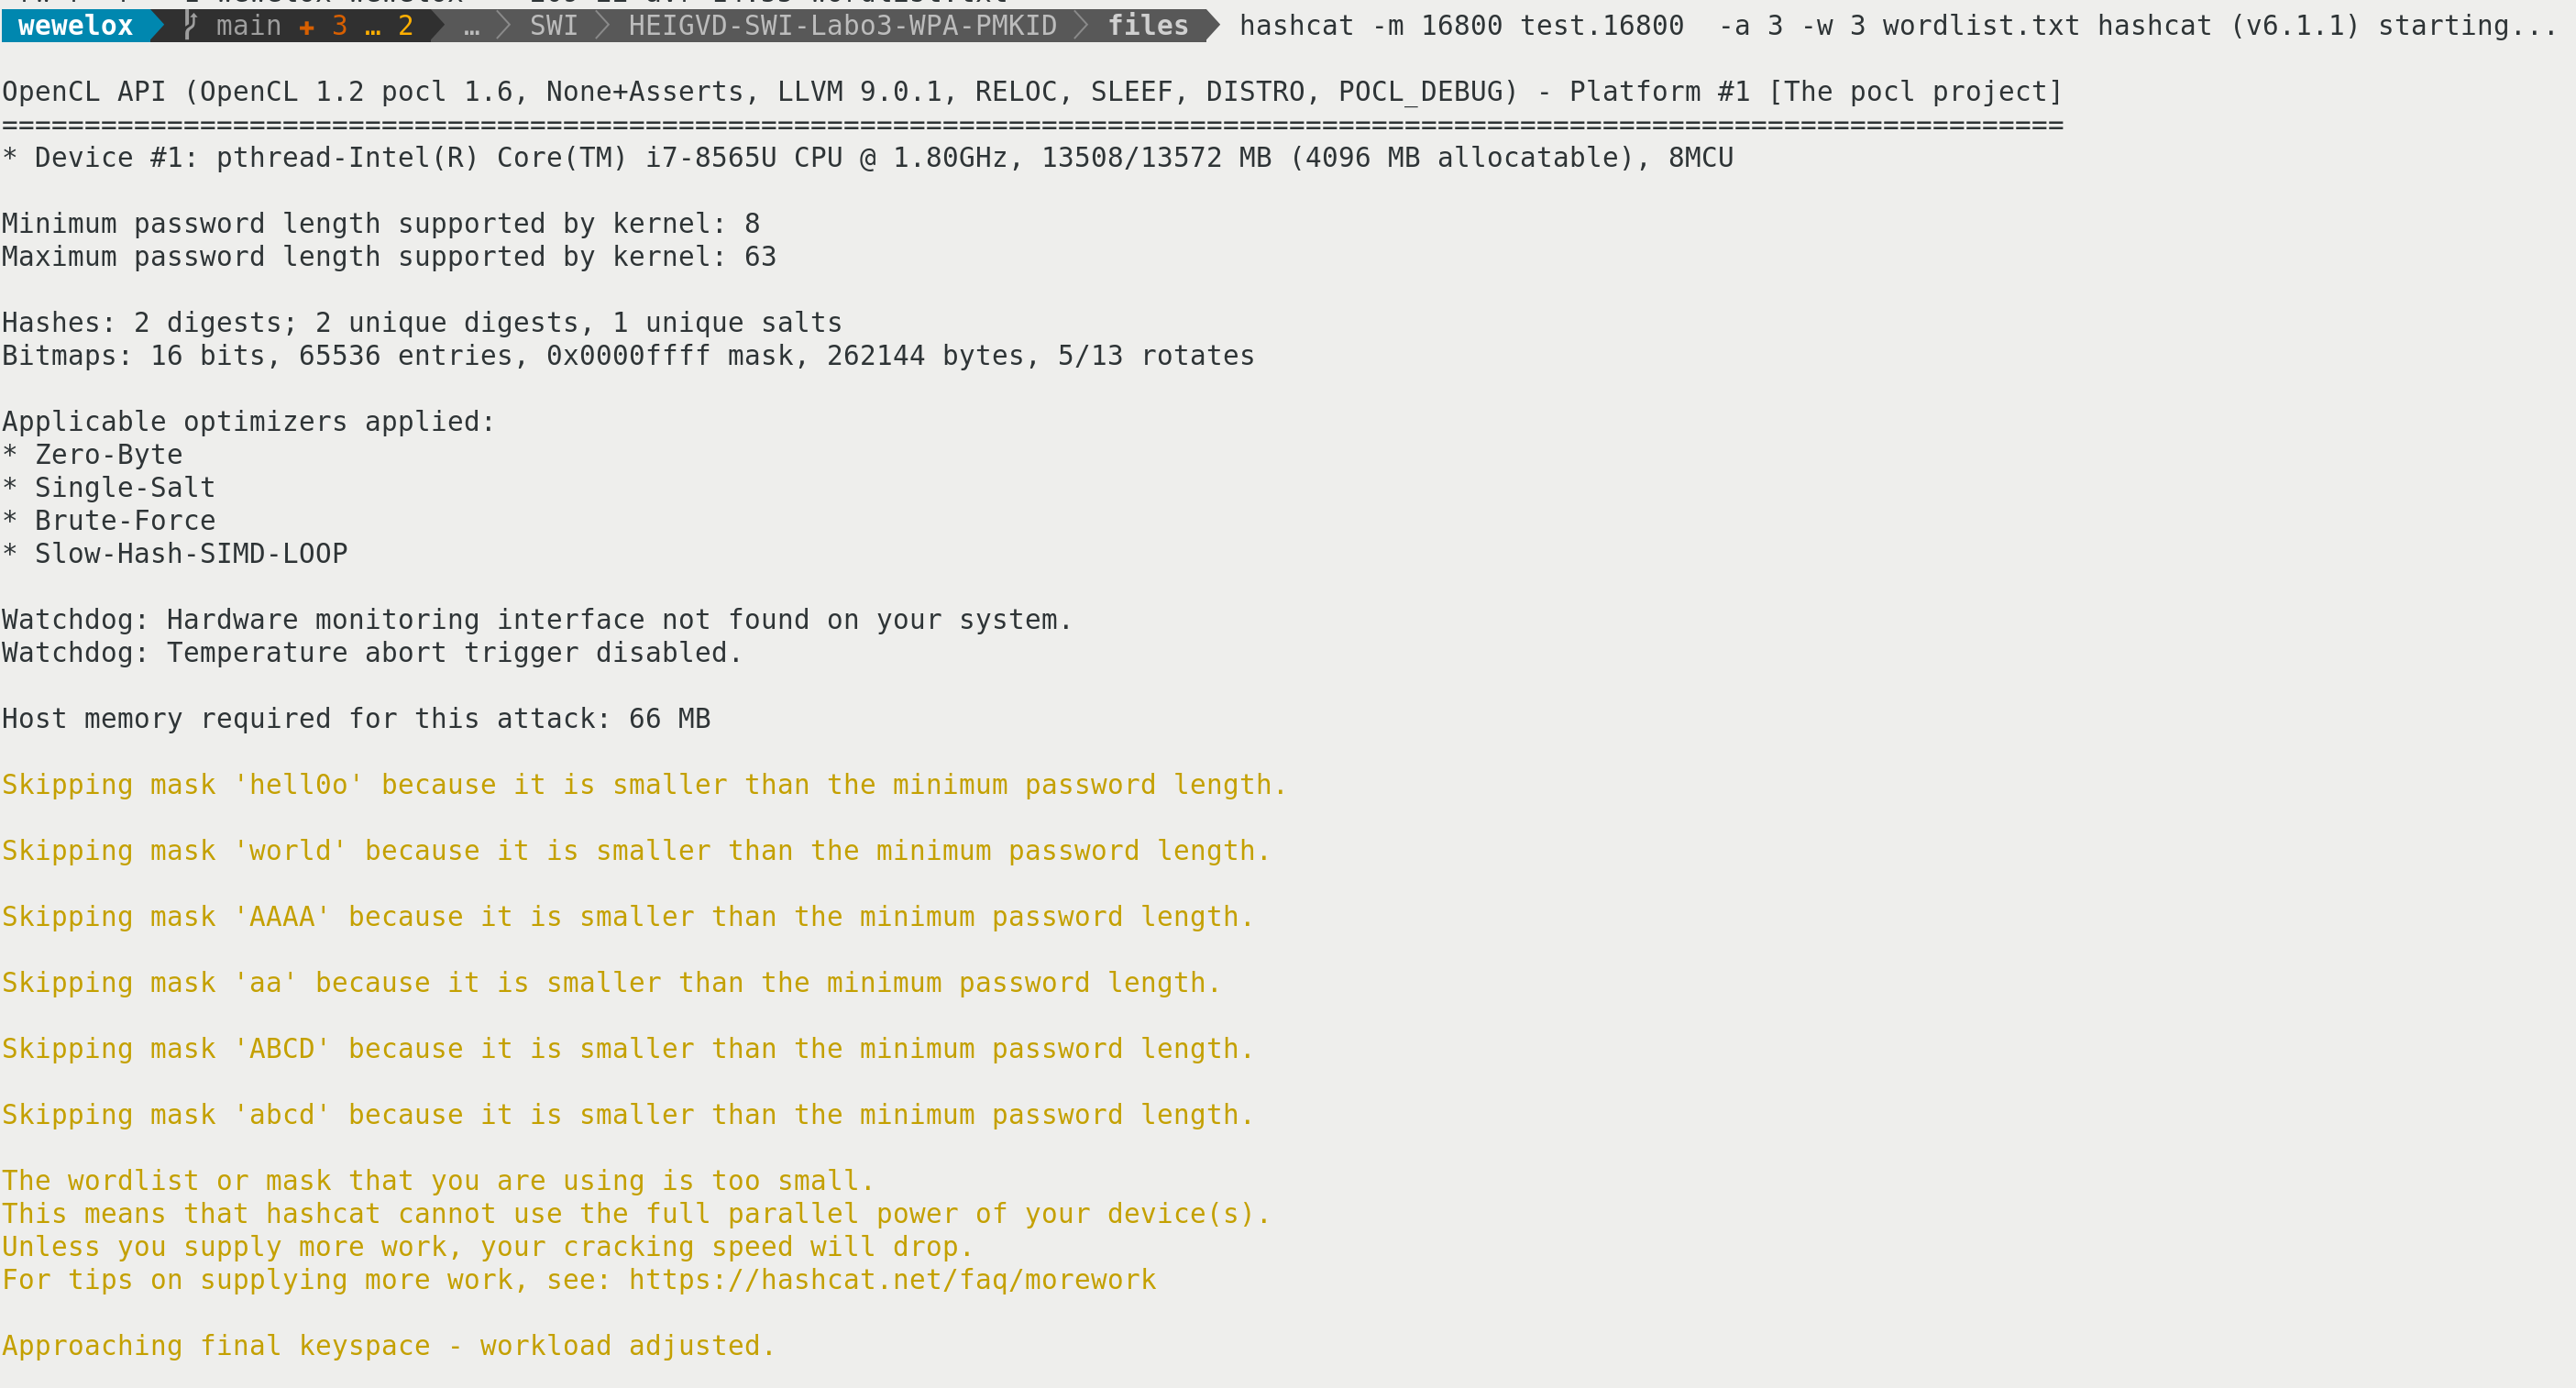 wewelox main + 3 … 2 … SWI HEIGVD-SWI-Labo3-WPA-PMKID files hashcat -m 16800 test.16800  -a 3 -w 3 wordlist.txt hashcat (v6.1.1) starting...
OpenCL API (OpenCL 1.2 pocl 1.6, None+Asserts, LLVM 9.0.1, RELOC, SLEEF, DISTRO, POCL_DEBUG) - Platform #1 [The pocl project]
=============================================================================================================================
* Device #1: pthread-Intel(R) Core(TM) i7-8565U CPU @ 1.80GHz, 13508/13572 MB (4096 MB allocatable), 8MCU
Minimum password length supported by kernel: 8
Maximum password length supported by kernel: 63
Hashes: 2 digests; 2 unique digests, 1 unique salts
Bitmaps: 16 bits, 65536 entries, 0x0000ffff mask, 262144 bytes, 5/13 rotates
Applicable optimizers applied:
* Zero-Byte
* Single-Salt
* Brute-Force
* Slow-Hash-SIMD-LOOP
Watchdog: Hardware monitoring interface not found on your system.
Watchdog: Temperature abort trigger disabled.
Host memory required for this attack: 66 MB
Skipping mask 'hell0o' because it is smaller than the minimum password length.
Skipping mask 'world' because it is smaller than the minimum password length.
Skipping mask 'AAAA' because it is smaller than the minimum password length.
Skipping mask 'aa' because it is smaller than the minimum password length.
Skipping mask 'ABCD' because it is smaller than the minimum password length.
Skipping mask 'abcd' because it is smaller than the minimum password length.
The wordlist or mask that you are using is too small.
This means that hashcat cannot use the full parallel power of your device(s).
Unless you supply more work, your cracking speed will drop.
For tips on supplying more work, see: https://hashcat.net/faq/morework
Approaching final keyspace - workload adjusted.